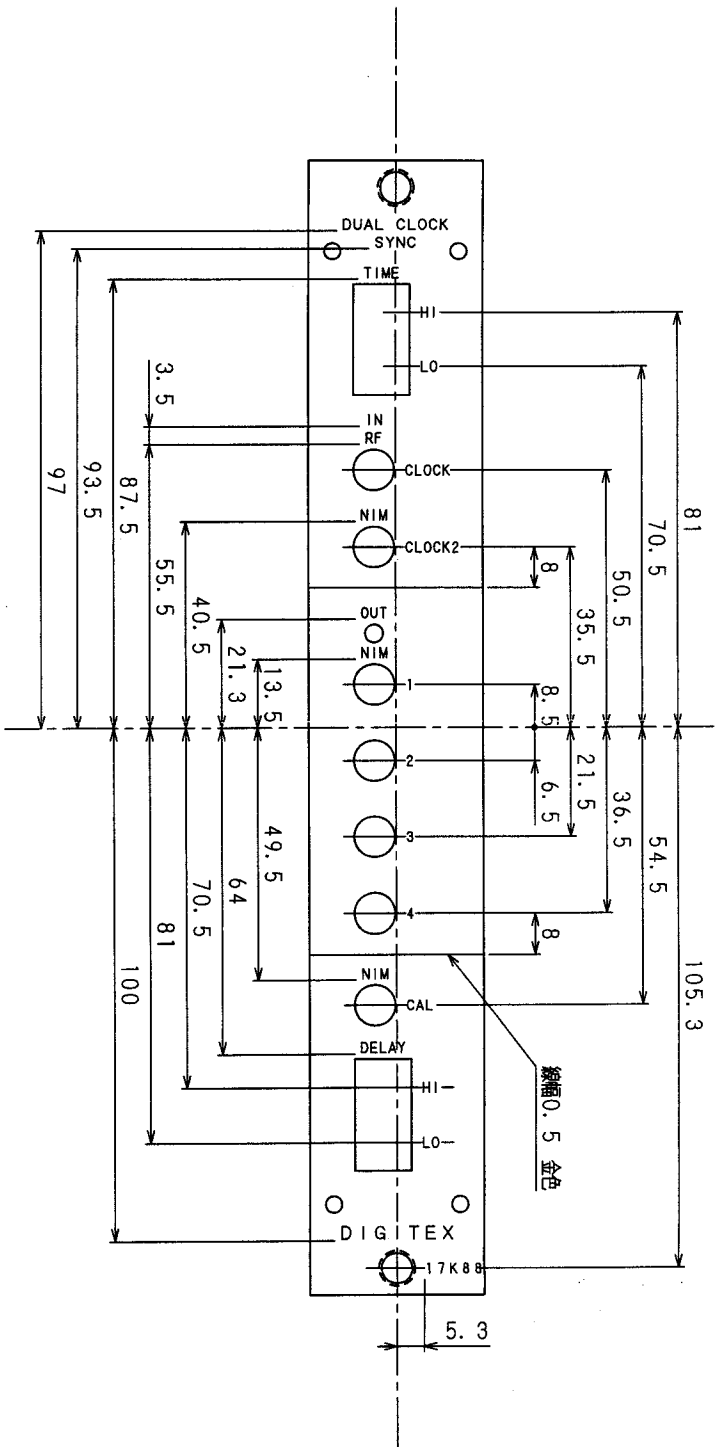 DUAL CLOCK
SYNC
TIME
HI
LO
IN
RF
CLOCK
NIM
CLOCK2
OUT
NIM
1
2
3
4
NIM
CAL
DELAY
HI
LO
DIG TEX
17K88
97
93.5
87.5
3.5
55.5
40.5
21.3
13.5
49.5
64
70.5
81
100
81
70.5
50.5
35.5
8
8.5
6.5
21.5
36.5
54.5
105.3
8
線幅0.5 金色
5.3